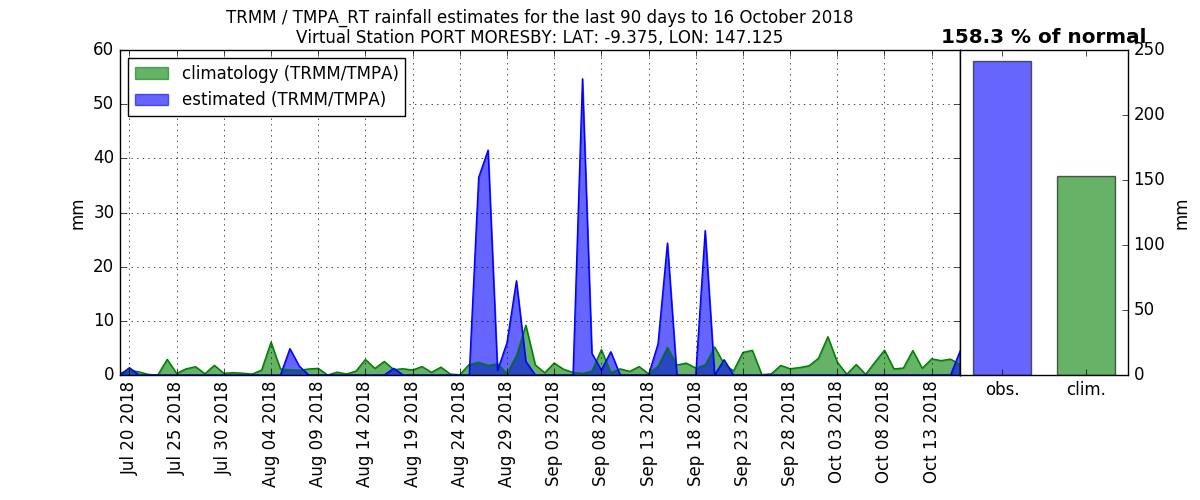 TRMM / TMPA_RT rainfall estimates for the last 90 days to 16 October 2018
Virtual Station PORT MORESBY: LAT: -9.375, LON: 147.125
158.3 % of normal
climatology (TRMM/TMPA)
estimated (TRMM/TMPA)
60
50
40
30
20
10
0
mm
Jul 20 2018
Jul 25 2018
Jul 30 2018
Aug 04 2018
Aug 09 2018
Aug 14 2018
Aug 19 2018
Aug 24 2018
Aug 29 2018
Sep 03 2018
Sep 08 2018
Sep 13 2018
Sep 18 2018
Sep 23 2018
Sep 28 2018
Oct 03 2018
Oct 08 2018
Oct 13 2018
250
200
150
100
50
0
mm
obs.
clim.